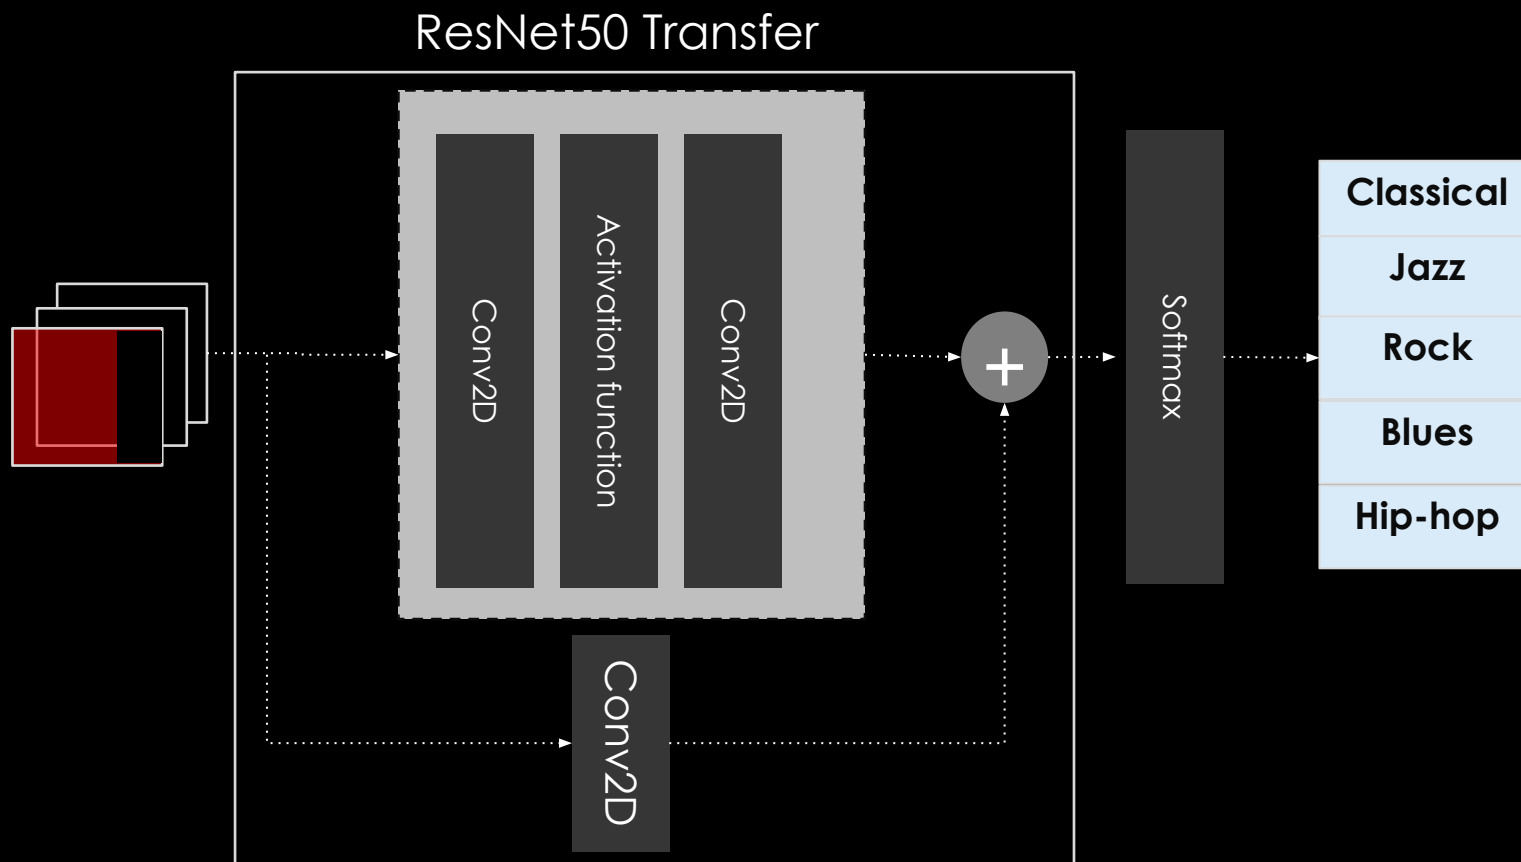 ResNet50 Transfer
Conv2D
Activation function
Conv2D
+
Softmax
Classical
Jazz
Rock
Blues
Hip-hop
Conv2D